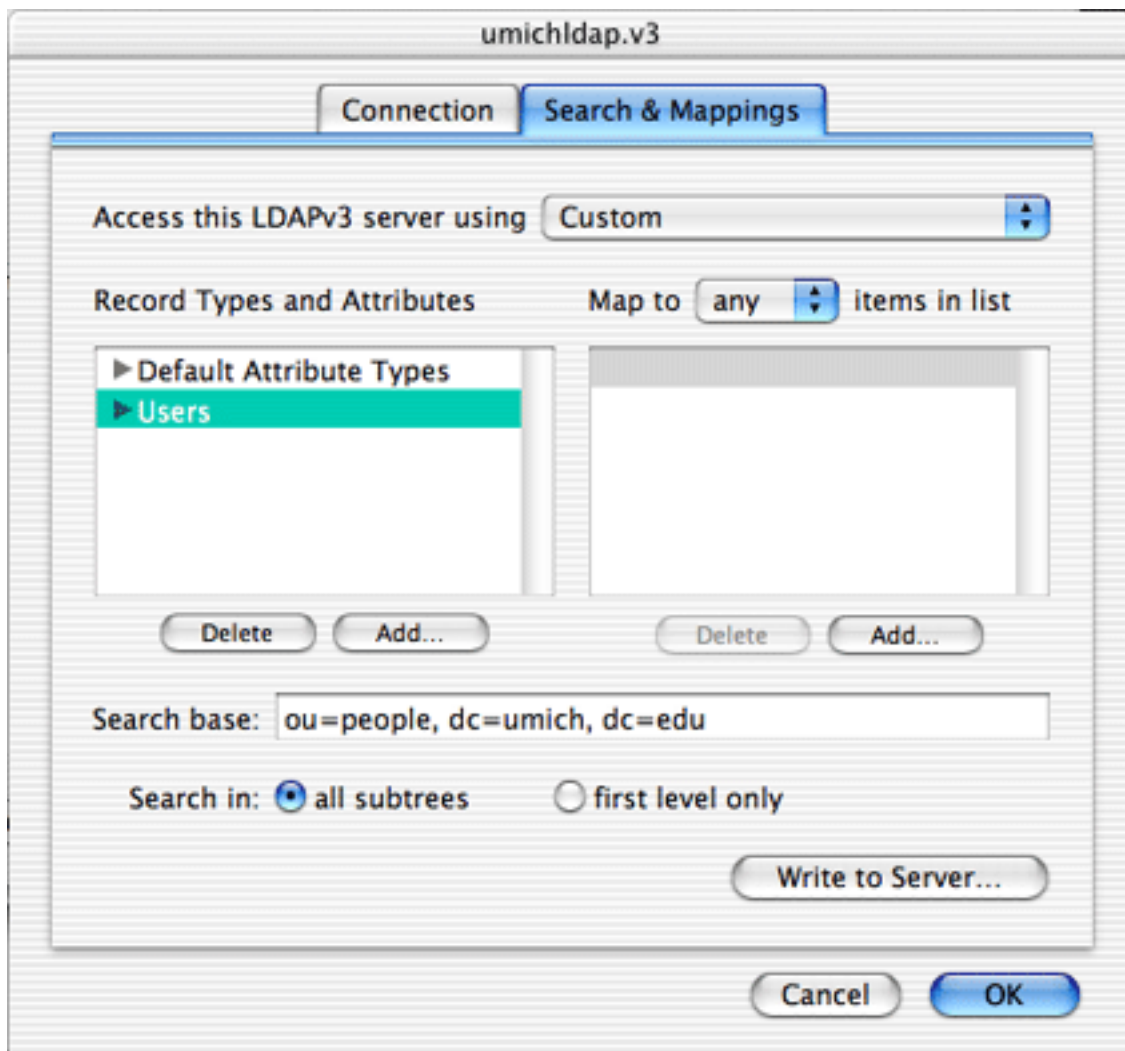 umichldap.v3
Connection Search & Mappings
Access this LDAPv3 server using Custom
Record Types and Attributes Map to any items in list
Default Attribute Types
Users
Delete Add... Delete Add...
Search base: ou=people, dc=umich, dc=edu
Search in: all subtrees first level only
Write to Server...
Cancel OK